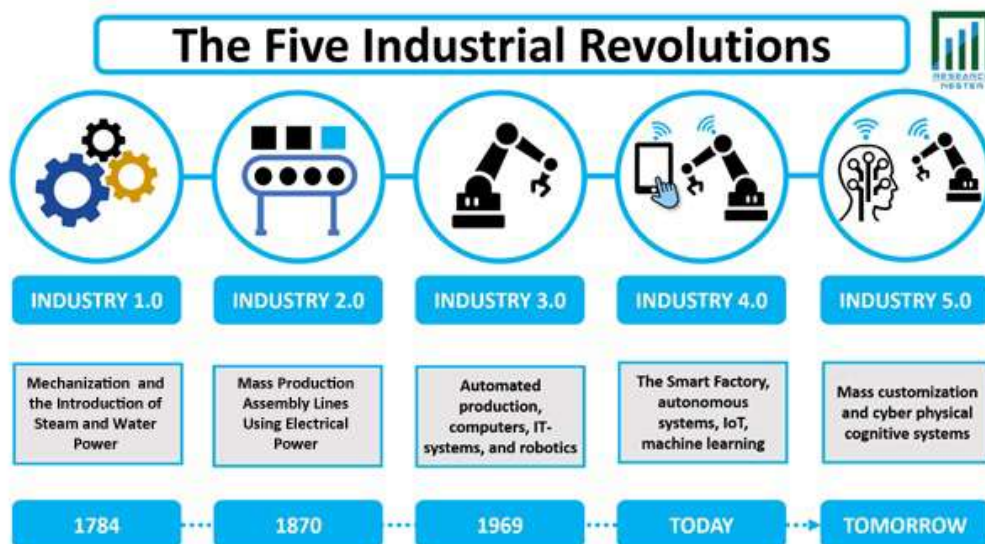 The Five Industrial Revolutions
RESEARCH
NESTER
INDUSTRY 1.0
INDUSTRY 2.0
INDUSTRY 3.0
INDUSTRY 4.0
INDUSTRY 5.0
Mechanization and
the Introduction of
Steam and Water
Power
Mass Production
Assembly Lines
Using Electrical
Power
Automated
production,
computers, IT-
systems, and robotics
The Smart Factory,
autonomous
systems, IoT,
machine learning
Mass customization
and cyber physical
cognitive systems
1784
1870
1969
TODAY
TOMORROW